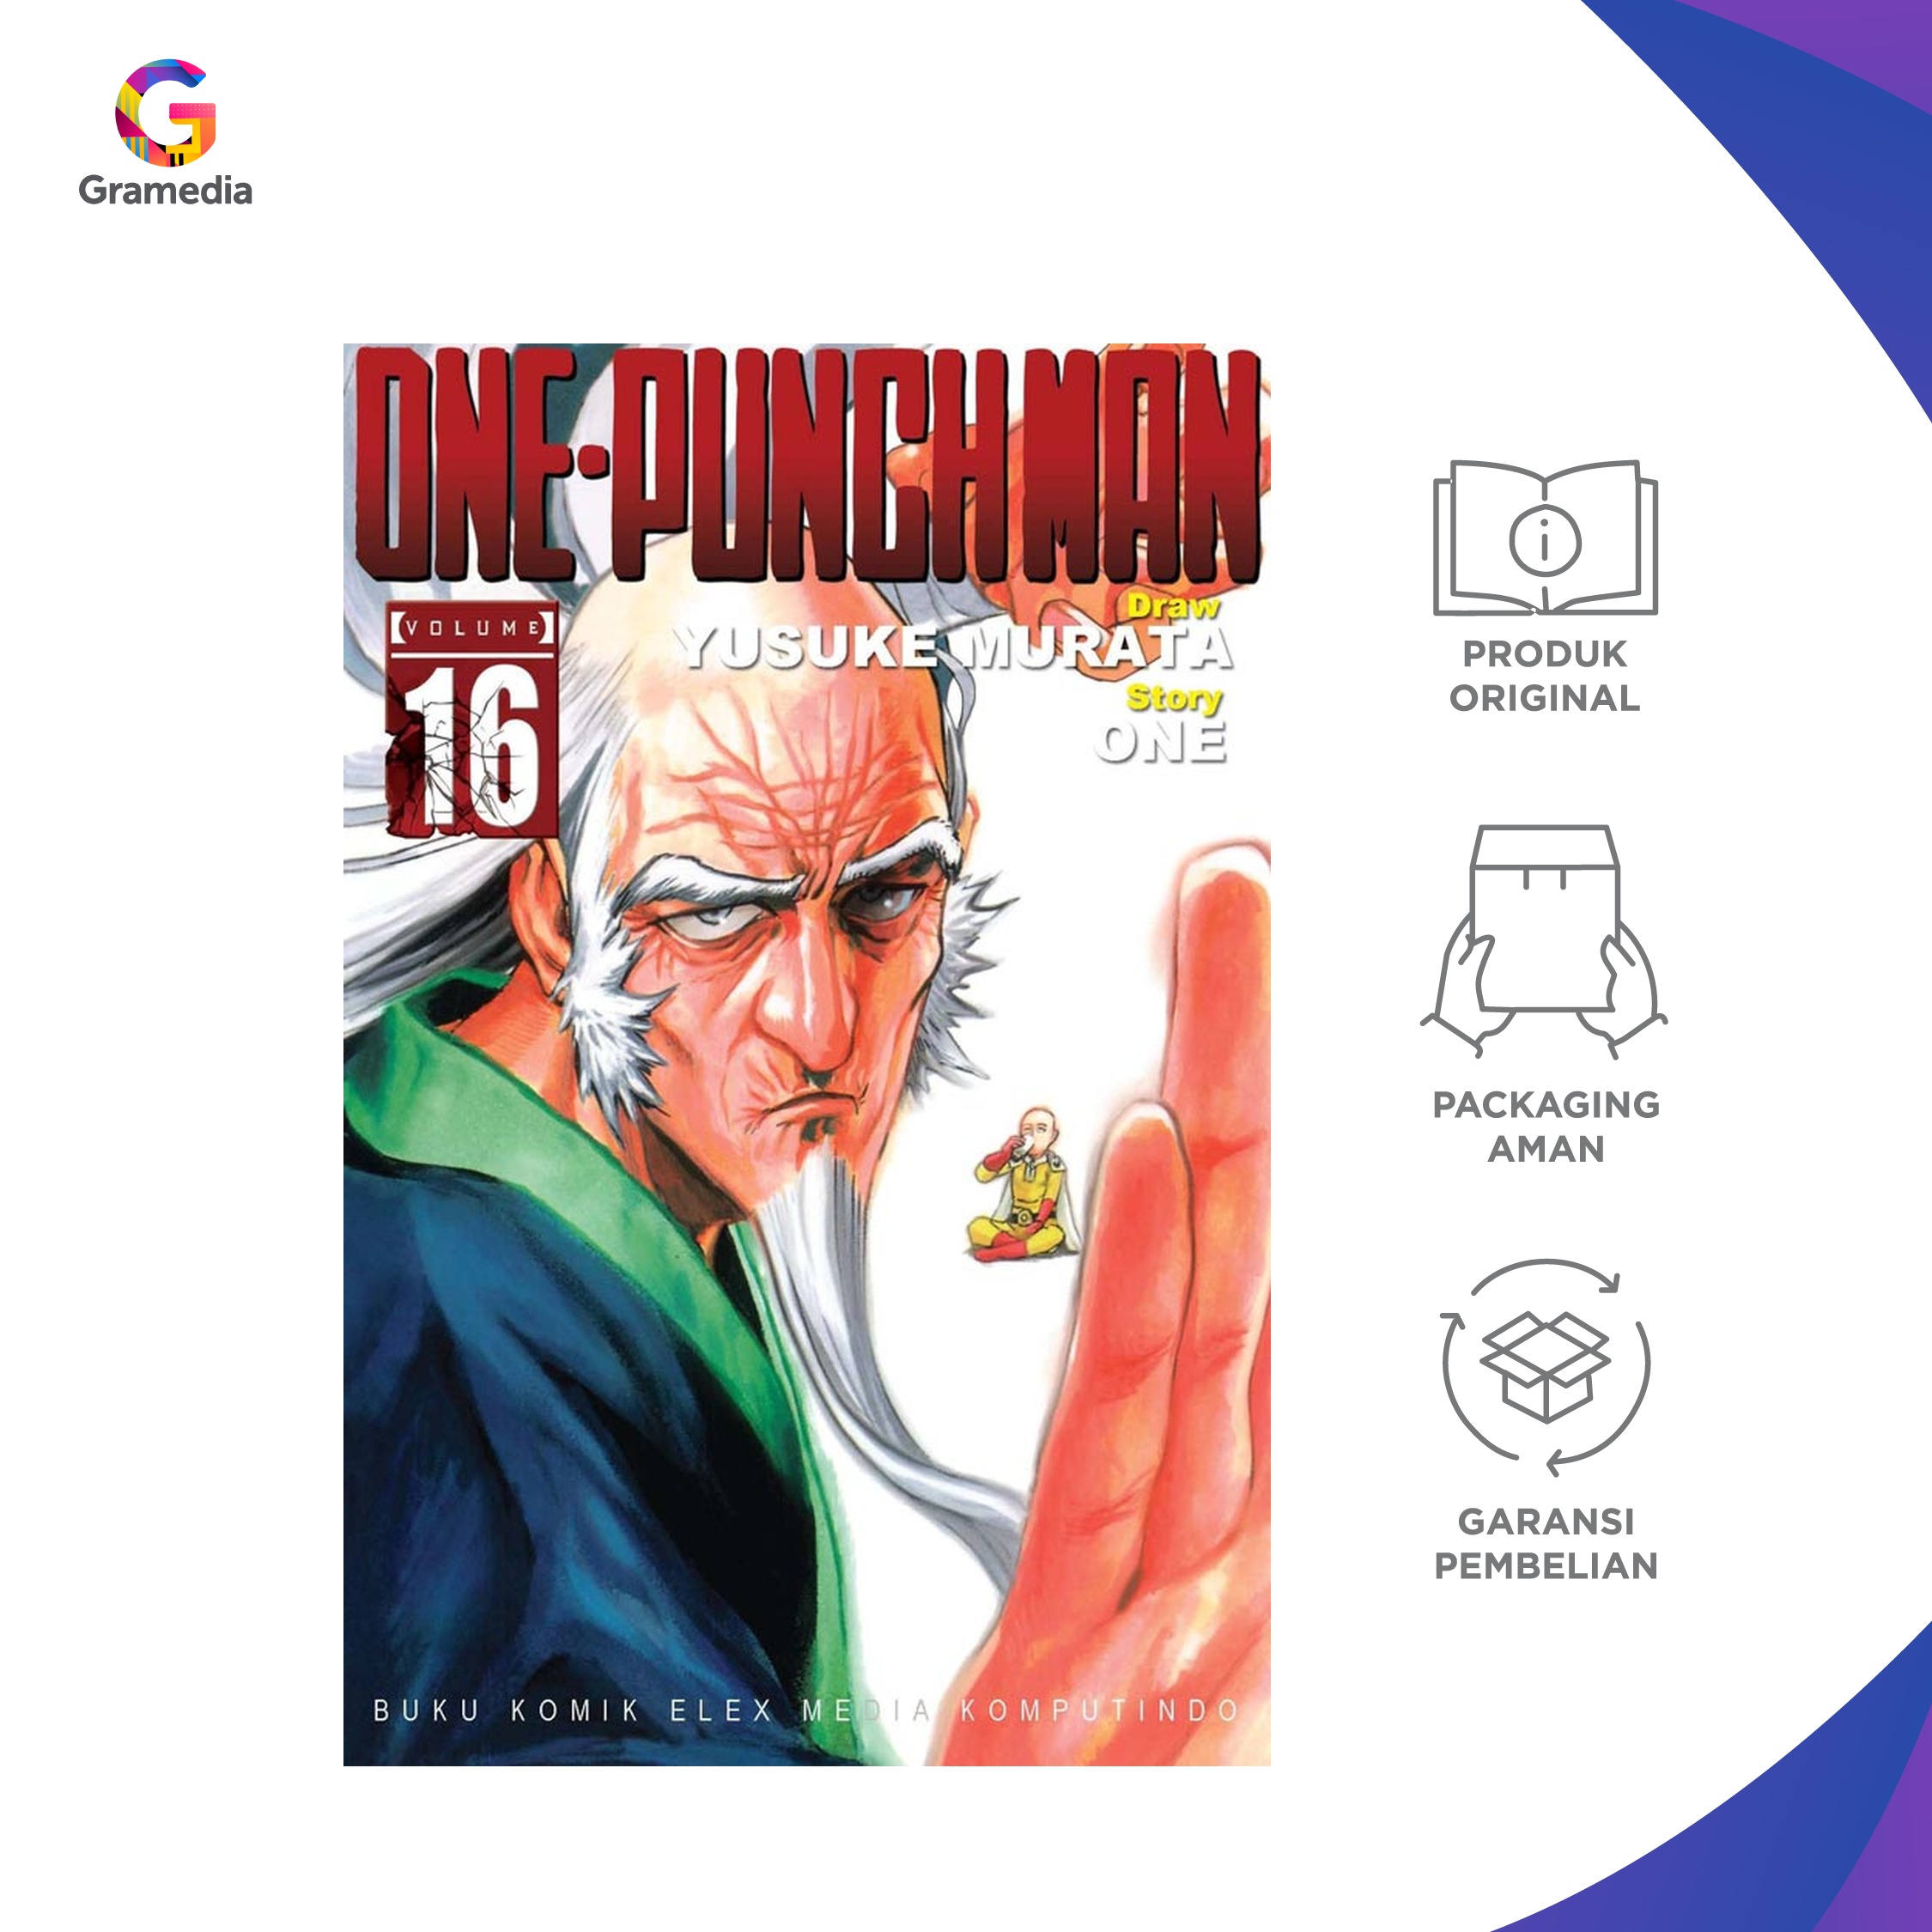 Gramedia
ONE-PUNCH MAN
VOLUME
16
Draw
YUSUKE MURATA
Story
ONE
BUKU KOMIK ELEX MEDIA KOMPUTINDO
PRODUK
ORIGINAL
PACKAGING
AMAN
GARANSI
PEMBELIAN